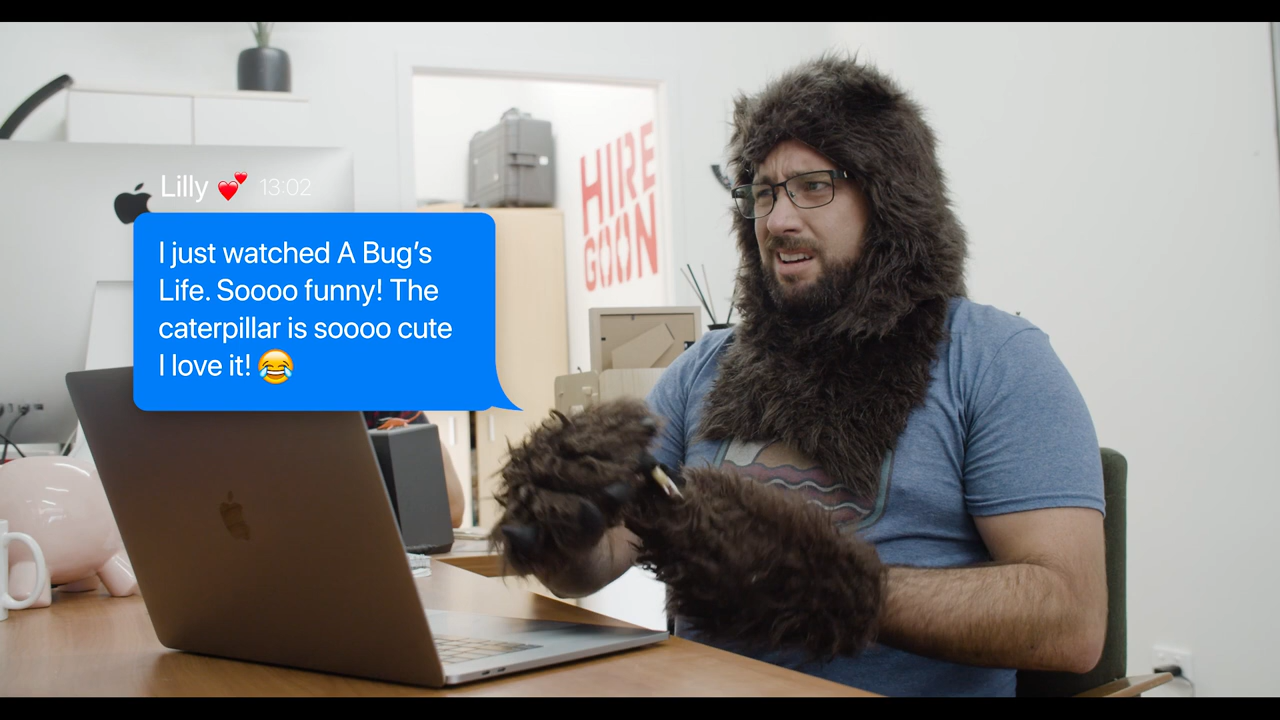 Lilly 💕 13:02
I just watched A Bug’s
Life. Soooo funny! The
caterpillar is soooo cute
I love it! 😂
HIRE
GOON